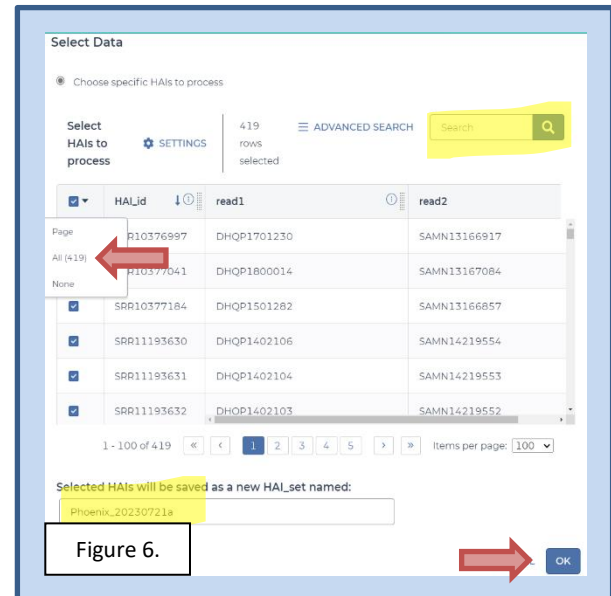 Select Data
Choose specific HAIs to process
Select HAIs to process
SETTINGS
419 rows selected
ADVANCED SEARCH
Search
HAI_id read1 read2
Page
All (419)
None
10376997 DHQP1701230 SAMN13166917
10377041 DHQP1800014 SAMN13167084
SRR10377184 DHQP1501282 SAMN13166857
SRR11193630 DHQP1402106 SAMN14219554
SRR11193631 DHQP1402104 SAMN14219553
SRR11193632 DHQP1402103 SAMN14219552
1 - 100 of 419 « ‹ 1 2 3 4 5 › » Items per page: 100
Selected HAIs will be saved as a new HAI_set named:
Phoenix_20230721a
Figure 6.
OK